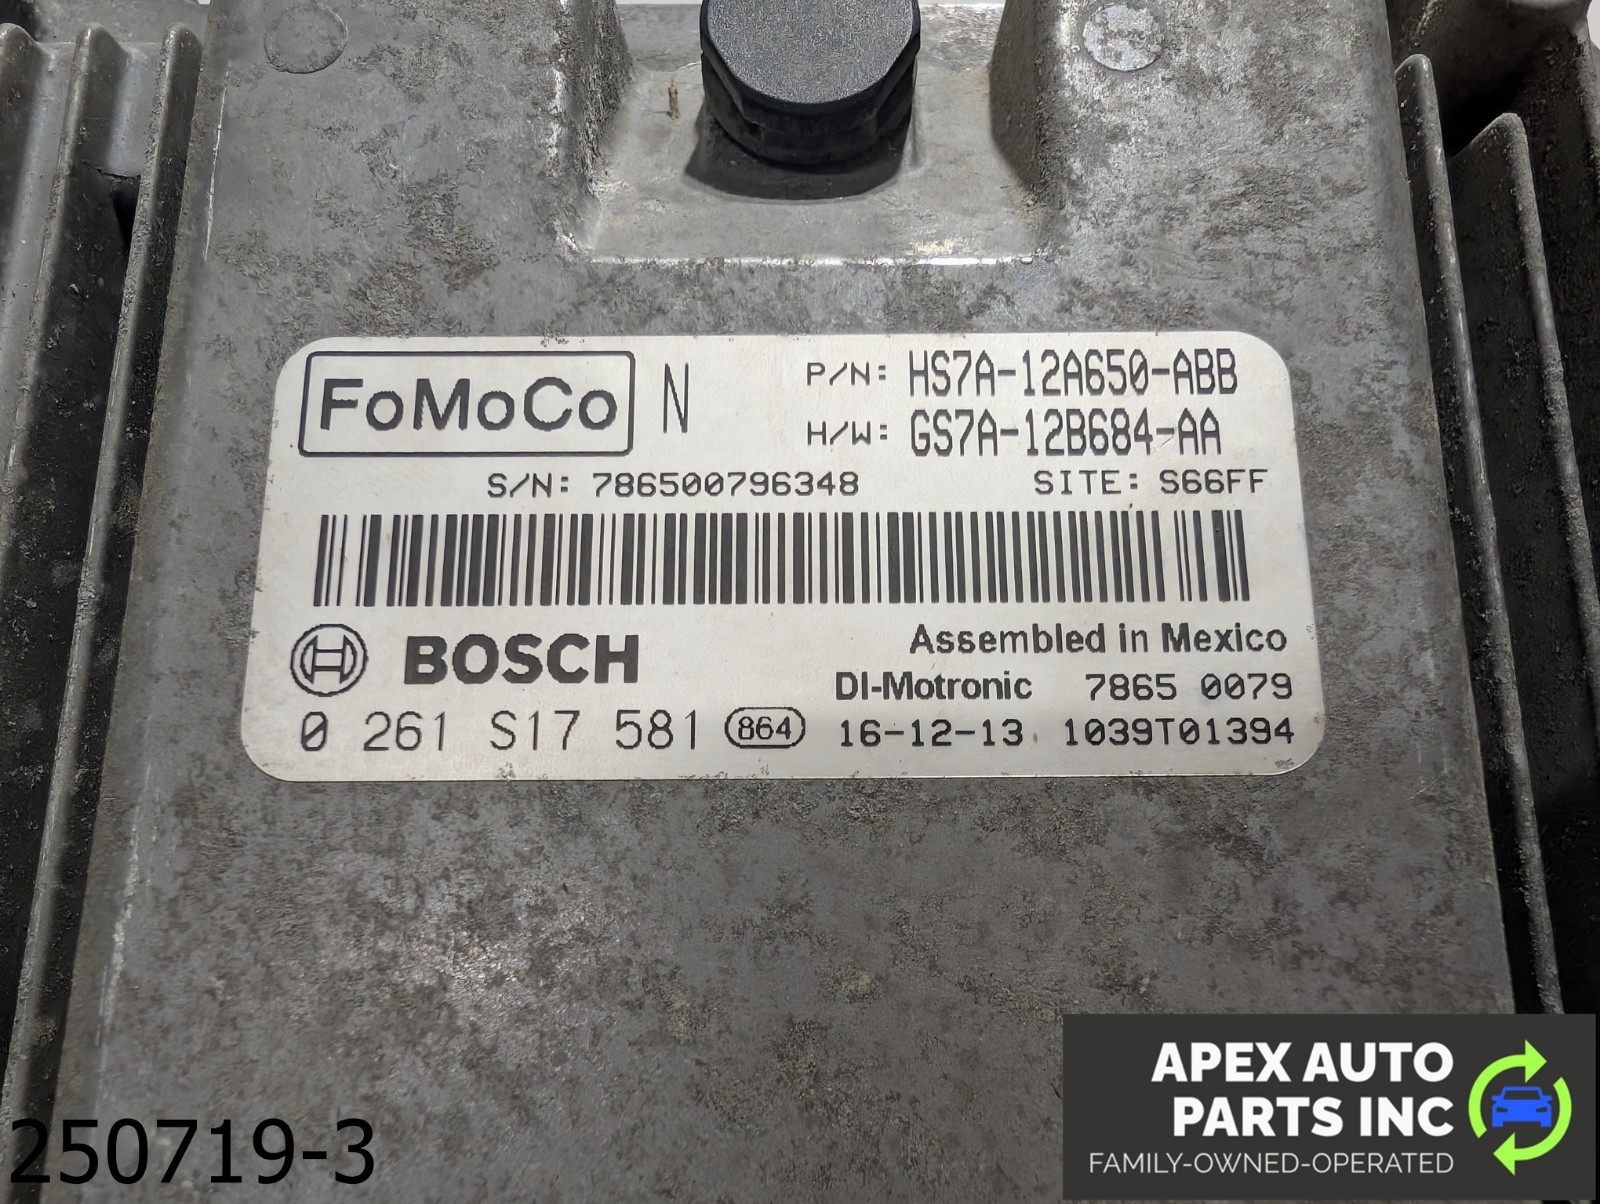 FoMoCo N P/N: HS7A-12A650-ABB
H/W: GS7A-12B684-AA
S/N: 786500796348 SITE: S66FF
BOSCH Assembled in Mexico
DI-Motronic 7865 0079
0 261 S17 581 864 16-12-13 1039T01394
250719-3
APEX AUTO
PARTS INC
FAMILY-OWNED-OPERATED